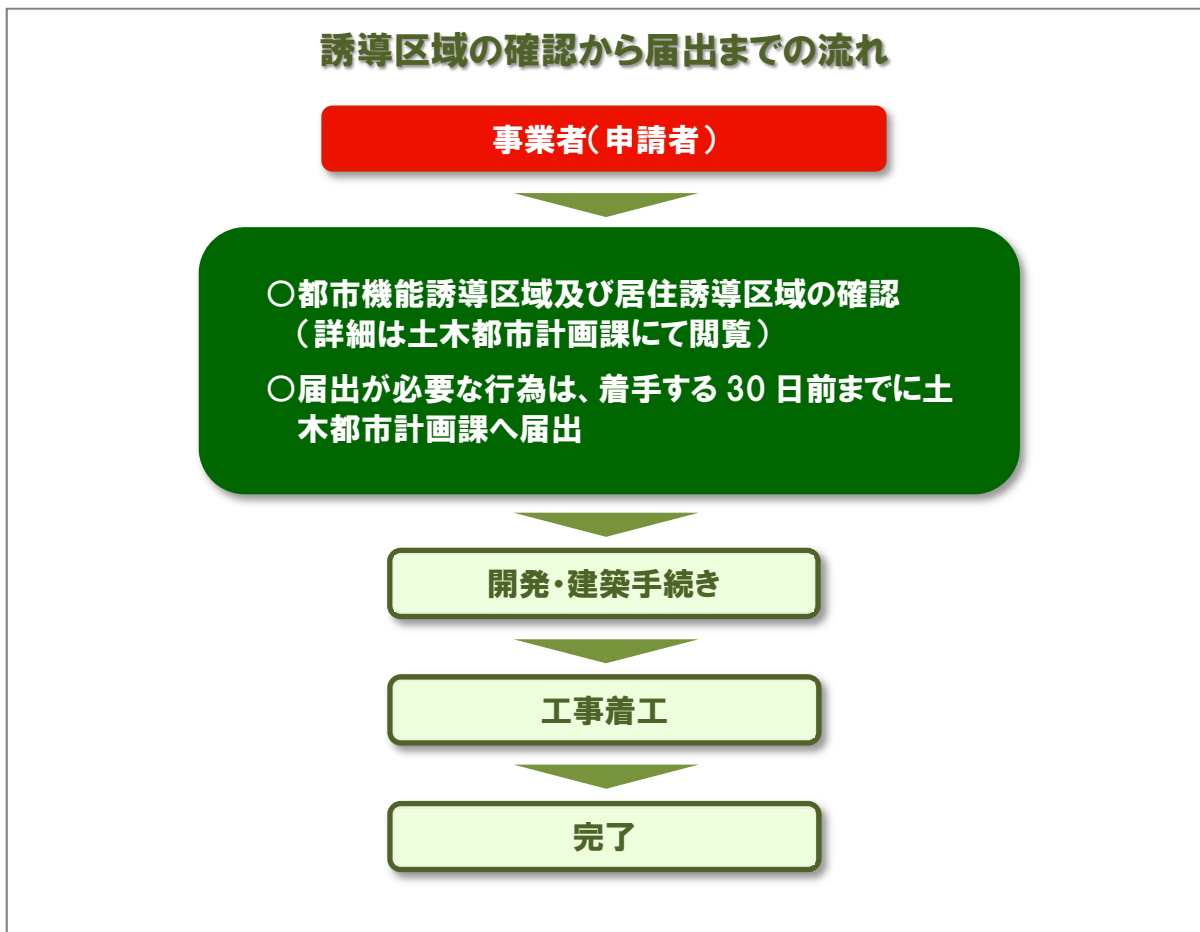 誘導区域の確認から届出までの流れ
事業者(申請者)
○都市機能誘導区域及び居住誘導区域の確認
(詳細は土木都市計画課にて閲覧)
○届出が必要な行為は、着手する 30 日前までに土
木都市計画課へ届出
開発・建築手続き
工事着工
完了